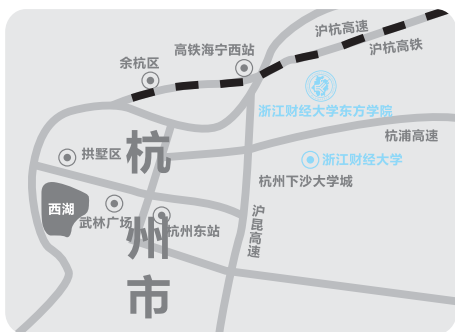 沪杭高速
高铁海宁西站
沪杭高铁
余杭区
浙江财经大学东方学院
杭浦高速
杭州市
拱墅区
浙江财经大学
杭州下沙大学城
西湖
武林广场
杭州东站
沪昆高速